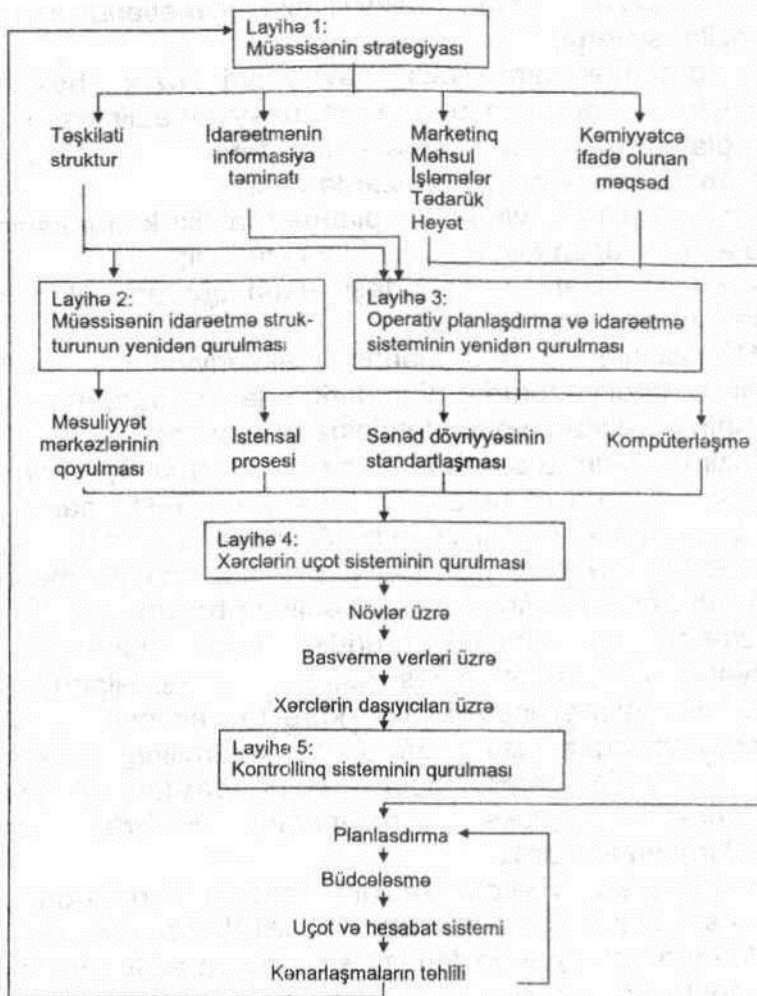 Layihə 1:
Müəssisənin strategiyası
Təşkilati
struktur
İdarəetmənin
informasiya
təminatı
Marketinq
Məhsul
İşləmələr
Tədarük
Heyət
Kəmiyyətcə
ifadə olunan
məqsəd
Layihə 2:
Müəssisənin idarəetmə struk-
turunun yenidən qurulması
Layihə 3:
Operativ planlaşdırma və idarəetmə
sisteminin yenidən qurulması
Məsuliyyət
mərkəzlərinin
qoyulması
İstehsal
prosesi
Sənəd dövriyyəsinin
standartlaşması
Kompüterləşmə
Layihə 4:
Xərclərin uçot sisteminin qurulması
Növlər üzrə
Basvermə verləri üzrə
Xərclərin daşıyıcıları üzrə
Layihə 5:
Kontrollinq sisteminin qurulması
Planlasdırma
Büdcələsmə
Uçot və hesabat sistemi
Kənarlaşmaların təhlili